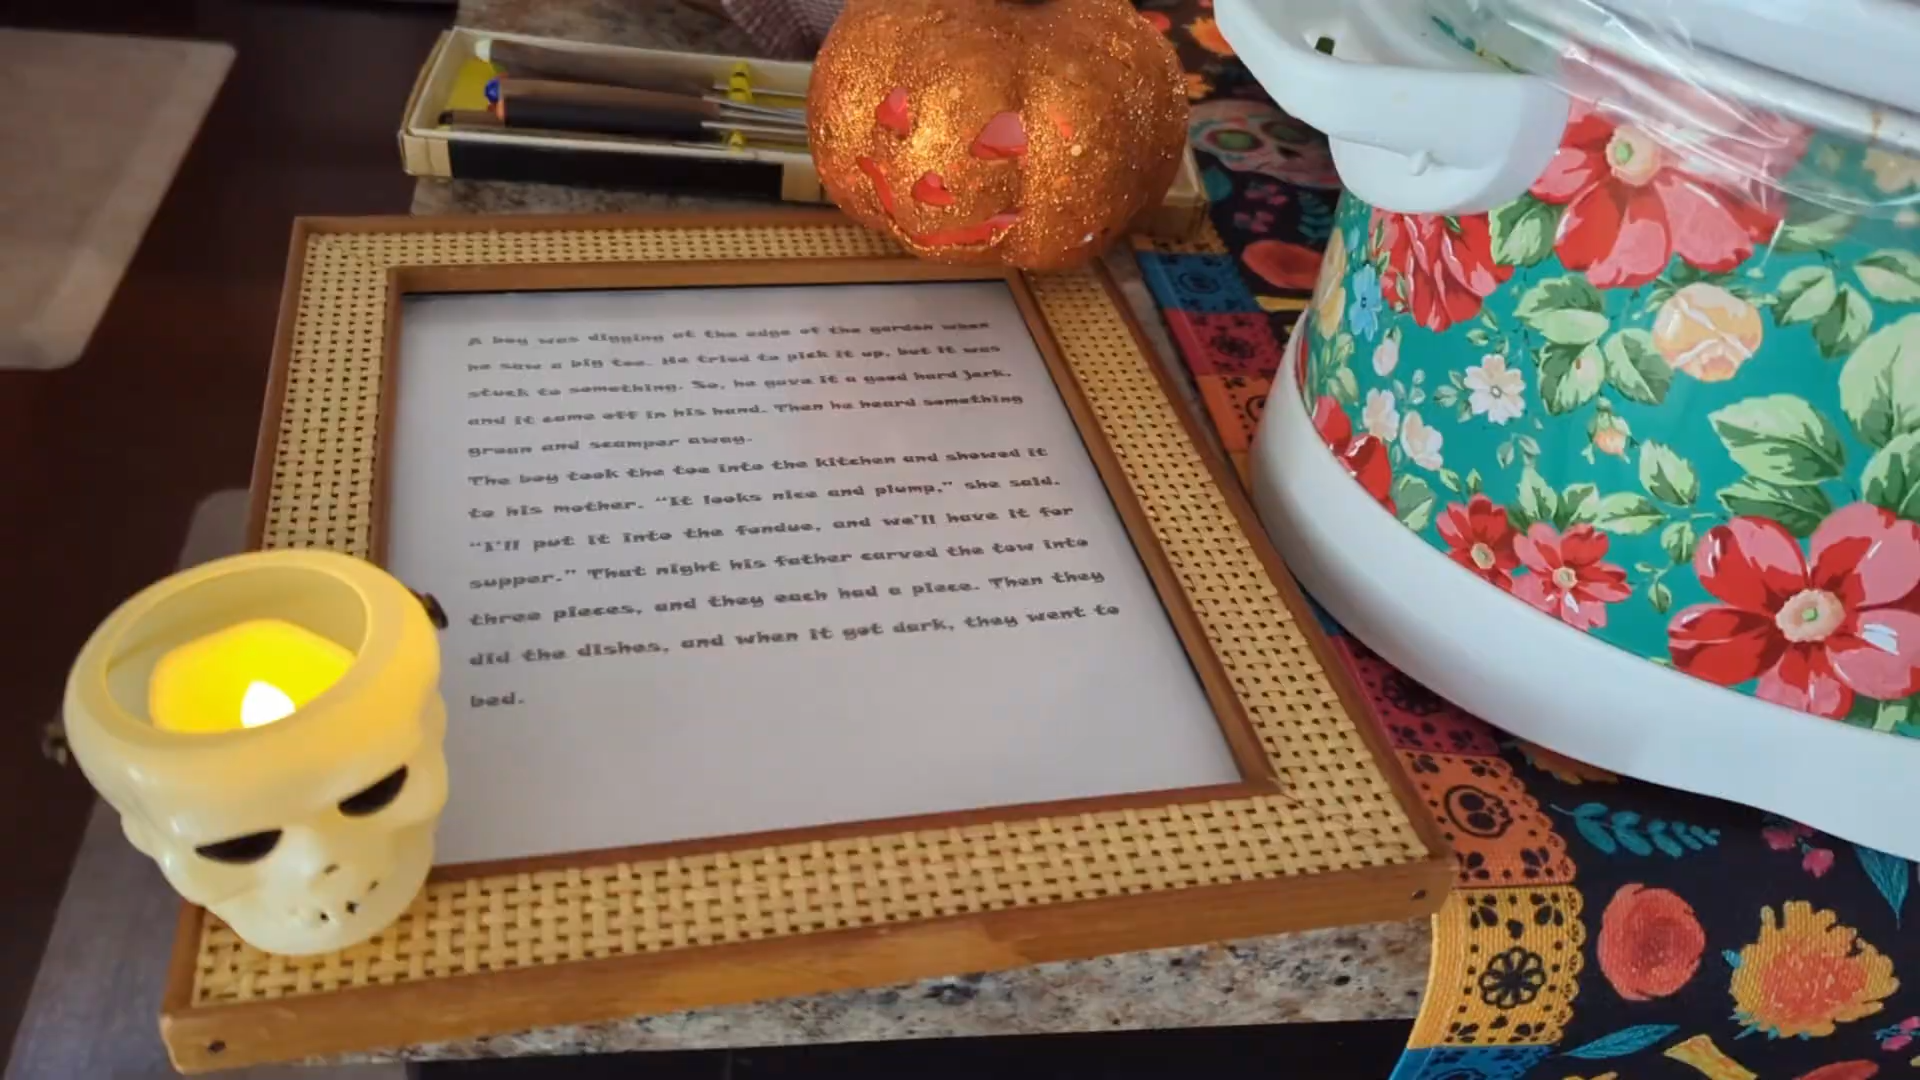 A boy was digging at the edge of the garden when
he saw a big toe. He tried to pick it up, but it was
stuck to something. So, he gave it a good hard jerk,
and it came off in his hand. Then he heard something
groan and scamper away.
The boy took the toe into the kitchen and showed it
to his mother. “It looks nice and plump,” she said.
“I’ll put it into the fondue, and we’ll have it for
supper.” That night his father carved the tow into
three pieces, and they each had a piece. Then they
did the dishes, and when it got dark, they went to
bed.